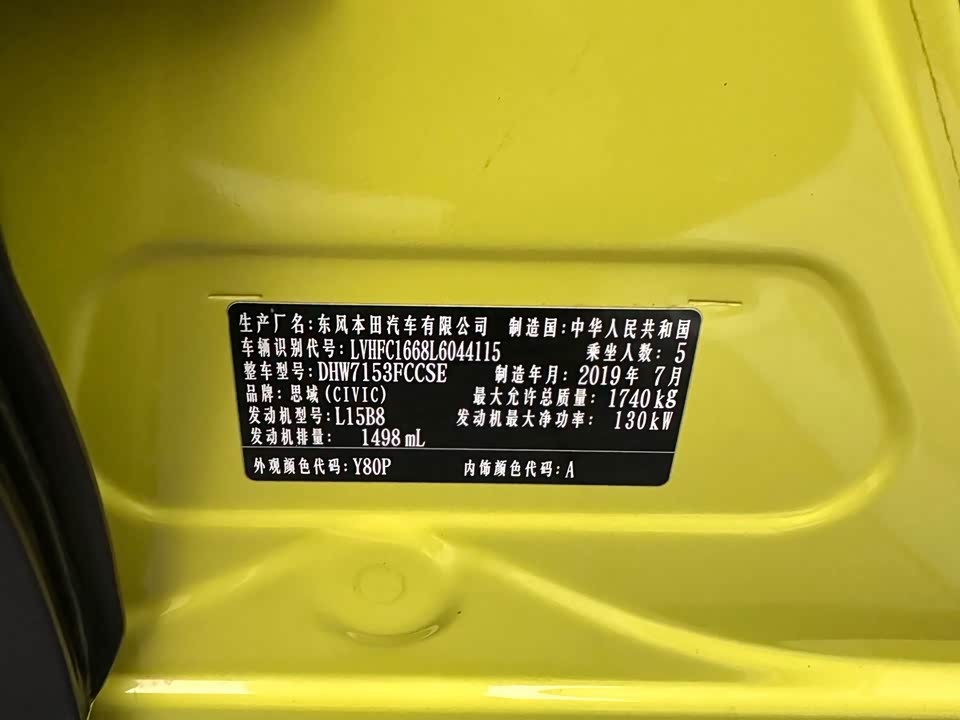 生产厂名:东风本田汽车有限公司 制造国:中华人民共和国
车辆识别代号:LVHFC1668L6044115 乘坐人数:5
整车型号:DHW7153FCCSE 制造年月:2019年 7月
品牌:思域(CIVIC) 最大允许总质量:1740kg
发动机型号:L15B8 发动机最大净功率:130kW
发动机排量:1498mL
外观颜色代码:Y80P 内饰颜色代码:A